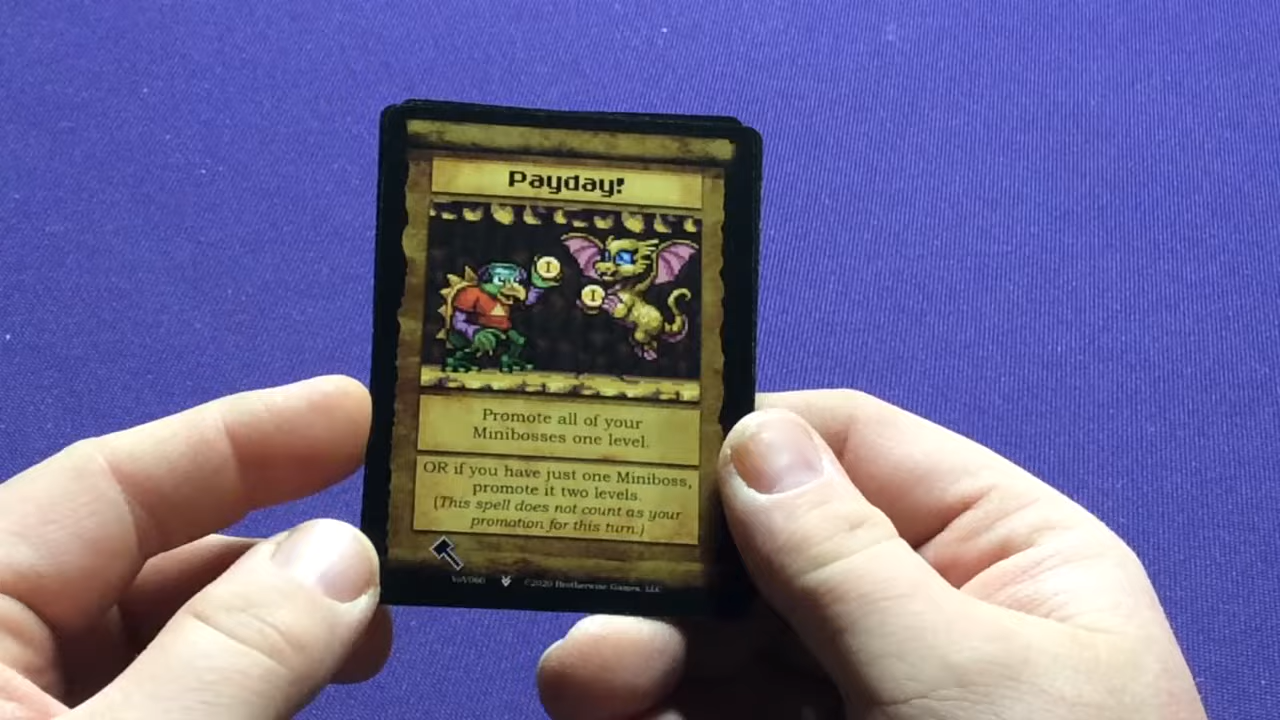 Payday!
I
I
Promote all of your
Minibosses one level.
OR if you have just one Miniboss,
promote it two levels.
(This spell does not count as your
promotion for this turn.)
©2020 Brotherwise Games, LLC